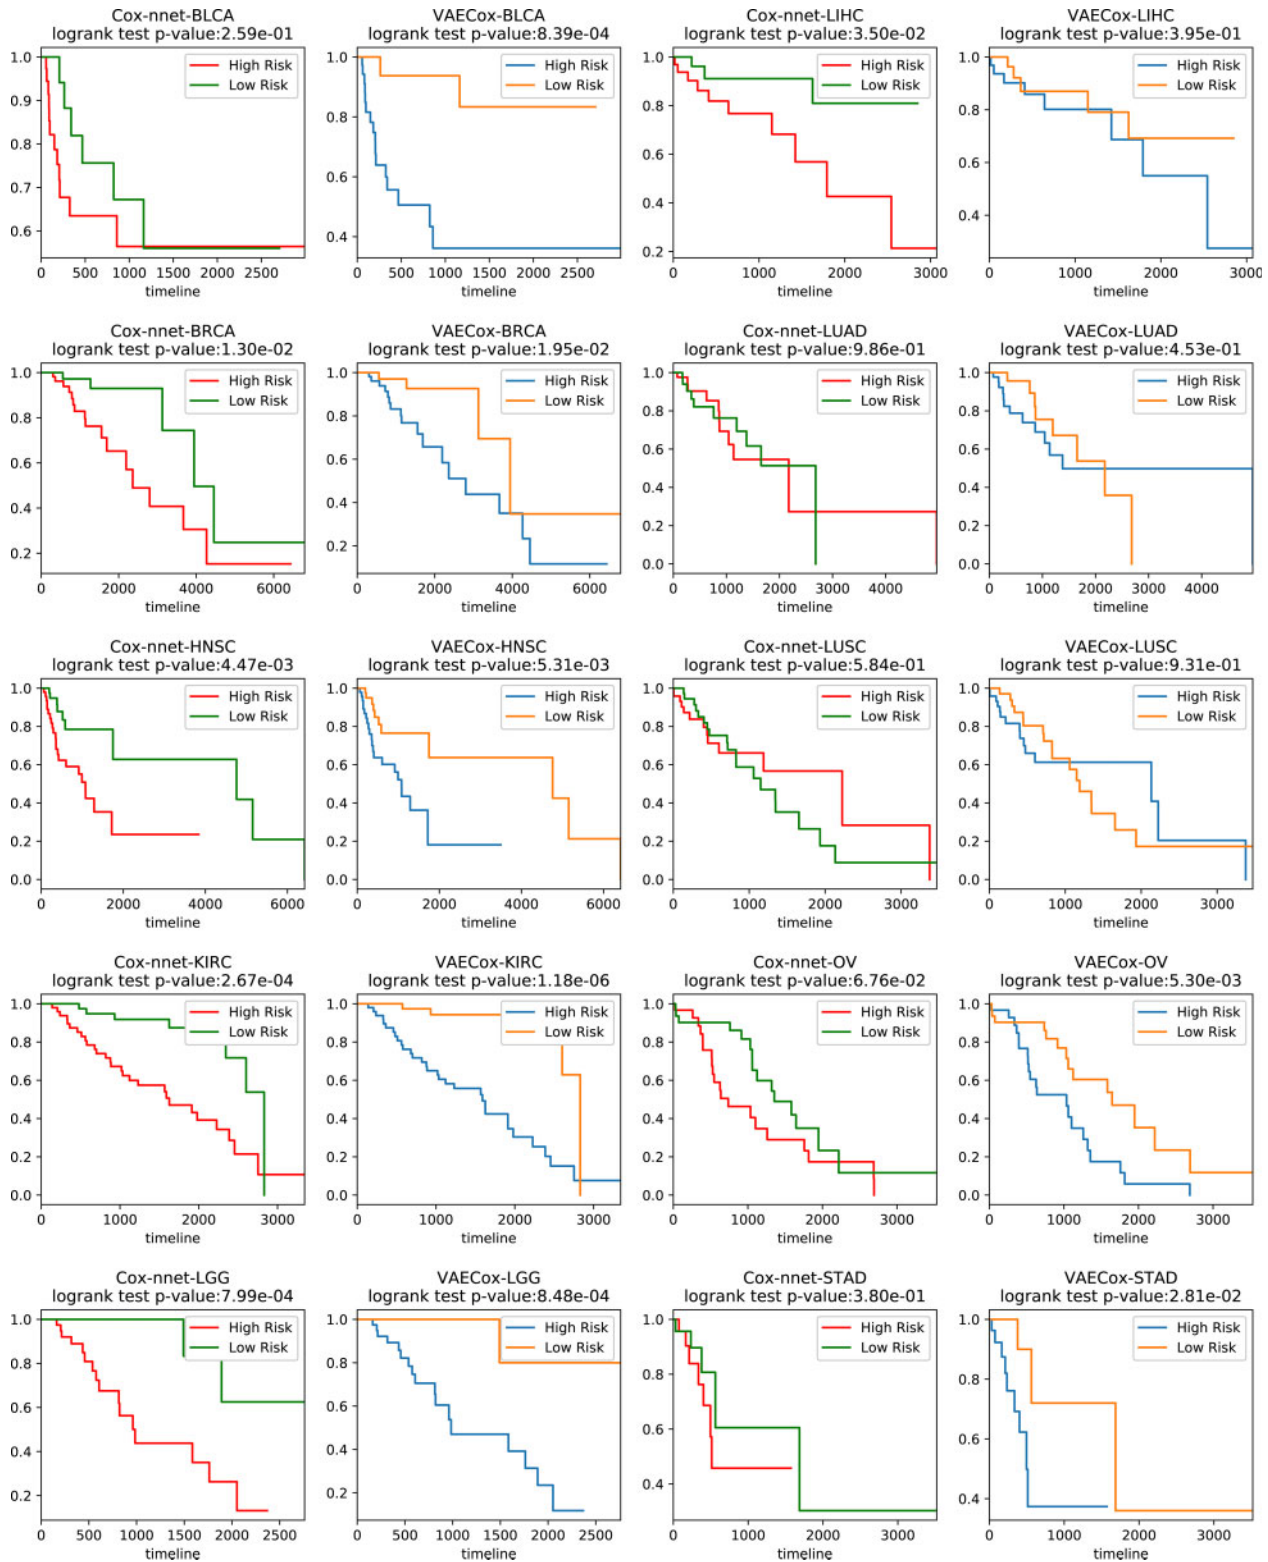 Cox-nnet-BLCA
logrank test p-value:2.59e-01
1.0
0.9
0.8
0.7
0.6
High Risk
Low Risk
0 500 1000 1500 2000 2500
timeline
VAECox-BLCA
logrank test p-value:8.39e-04
1.0
0.8
0.6
0.4
High Risk
Low Risk
0 500 1000 1500 2000 2500
timeline
Cox-nnet-LIHC
logrank test p-value:3.50e-02
1.0
0.8
0.6
0.4
0.2
High Risk
Low Risk
0 1000 2000 3000
timeline
VAECox-LIHC
logrank test p-value:3.95e-01
1.0
0.8
0.6
0.4
High Risk
Low Risk
0 1000 2000 3000
timeline
Cox-nnet-BRCA
logrank test p-value:1.30e-02
1.0
0.8
0.6
0.4
0.2
High Risk
Low Risk
0 2000 4000 6000
timeline
VAECox-BRCA
logrank test p-value:1.95e-02
1.0
0.8
0.6
0.4
0.2
High Risk
Low Risk
0 2000 4000 6000
timeline
Cox-nnet-LUAD
logrank test p-value:9.86e-01
1.0
0.8
0.6
0.4
0.2
0.0
High Risk
Low Risk
0 1000 2000 3000 4000
timeline
VAECox-LUAD
logrank test p-value:4.53e-01
1.0
0.8
0.6
0.4
0.2
0.0
High Risk
Low Risk
0 1000 2000 3000 4000
timeline
Cox-nnet-HNSC
logrank test p-value:4.47e-03
1.0
0.8
0.6
0.4
0.2
0.0
High Risk
Low Risk
0 2000 4000 6000
timeline
VAECox-HNSC
logrank test p-value:5.31e-03
1.0
0.8
0.6
0.4
0.2
0.0
High Risk
Low Risk
0 2000 4000 6000
timeline
Cox-nnet-LUSC
logrank test p-value:5.84e-01
1.0
0.8
0.6
0.4
0.2
0.0
High Risk
Low Risk
0 1000 2000 3000
timeline
VAECox-LUSC
logrank test p-value:9.31e-01
1.0
0.8
0.6
0.4
0.2
0.0
High Risk
Low Risk
0 1000 2000 3000
timeline
Cox-nnet-KIRC
logrank test p-value:2.67e-04
1.0
0.8
0.6
0.4
0.2
0.0
High Risk
Low Risk
0 1000 2000 3000
timeline
VAECox-KIRC
logrank test p-value:1.18e-06
1.0
0.8
0.6
0.4
0.2
0.0
High Risk
Low Risk
0 1000 2000 3000
timeline
Cox-nnet-OV
logrank test p-value:6.76e-02
1.0
0.8
0.6
0.4
0.2
0.0
High Risk
Low Risk
0 1000 2000 3000
timeline
VAECox-OV
logrank test p-value:5.30e-03
1.0
0.8
0.6
0.4
0.2
0.0
High Risk
Low Risk
0 1000 2000 3000
timeline
Cox-nnet-LGG
logrank test p-value:7.99e-04
1.0
0.8
0.6
0.4
0.2
High Risk
Low Risk
0 500 1000 1500 2000 2500
timeline
VAECox-LGG
logrank test p-value:8.48e-04
1.0
0.8
0.6
0.4
0.2
High Risk
Low Risk
0 500 1000 1500 2000 2500
timeline
Cox-nnet-STAD
logrank test p-value:3.80e-01
1.0
0.8
0.6
0.4
High Risk
Low Risk
0 1000 2000 3000
timeline
VAECox-STAD
logrank test p-value:2.81e-02
1.0
0.8
0.6
0.4
High Risk
Low Risk
0 1000 2000 3000
timeline